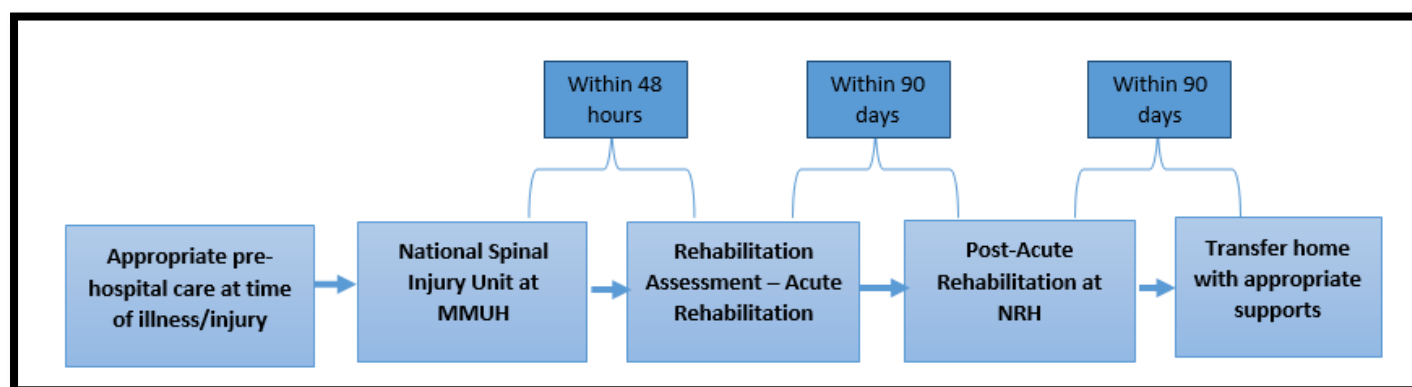 Within 48
hours
Within 90
days
Within 90
days
Appropriate pre-
hospital care at time
of illness/injury
National Spinal
Injury Unit at
MMUH
Rehabilitation
Assessment – Acute
Rehabilitation
Post-Acute
Rehabilitation at
NRH
Transfer home
with appropriate
supports